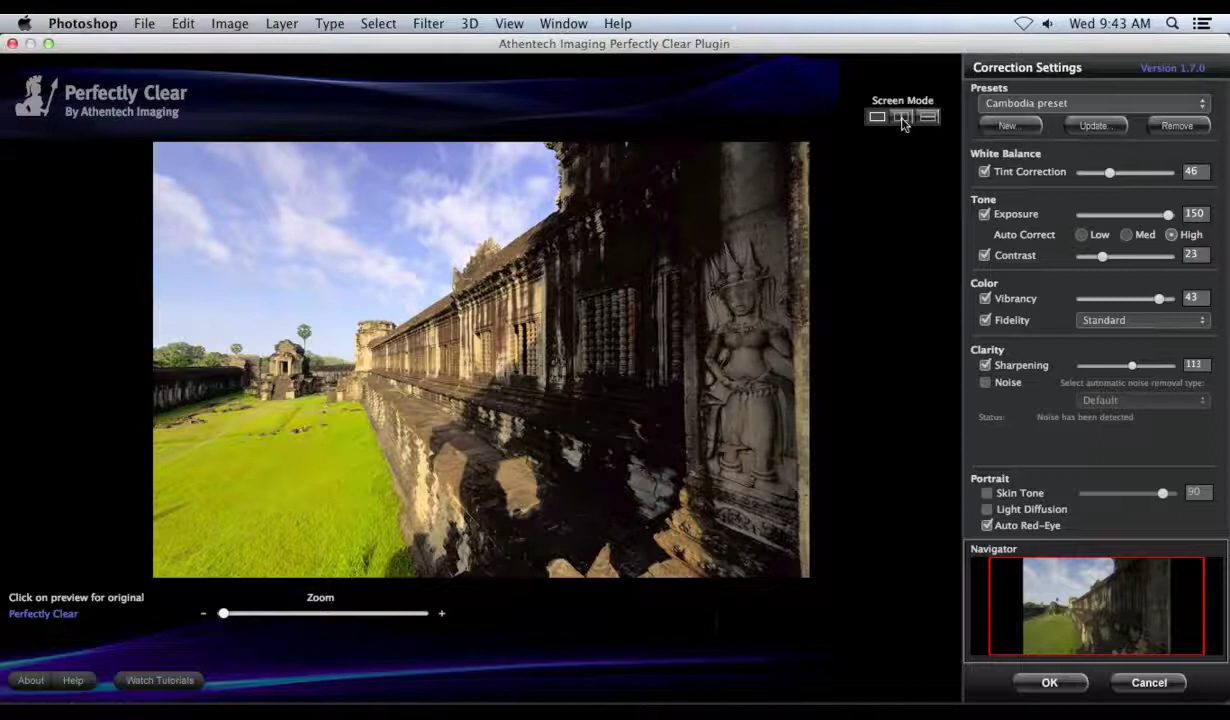 Photoshop File Edit Image Layer Type Select Filter 3D View Window Help Wed 9:43 AM
Athentech Imaging Perfectly Clear Plugin
Perfectly Clear
By Athentech Imaging
Screen Mode
Correction Settings Version 1.7.0
Presets
Cambodia preset
New... Update... Remove
White Balance
Tint Correction 46
Tone
Exposure 150
Auto Correct Low Med High
Contrast 23
Color
Vibrancy 43
Fidelity Standard
Clarity
Sharpening 113
Noise Select automatic noise removal type:
Default
Status: Noise has been detected
Portrait
Skin Tone 90
Light Diffusion
Auto Red-Eye
Navigator
Click on preview for original Zoom
Perfectly Clear - +
About Help Watch Tutorials
OK Cancel